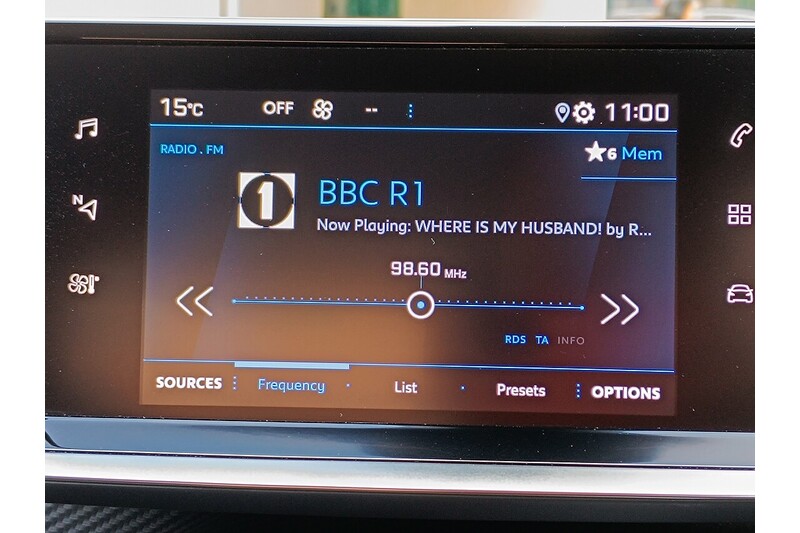 15°C OFF -- 11:00
RADIO . FM
6 Mem
1
BBC R1
Now Playing: WHERE IS MY HUSBAND! by R...
98.60 MHz
RDS TA INFO
SOURCES Frequency List Presets OPTIONS
N